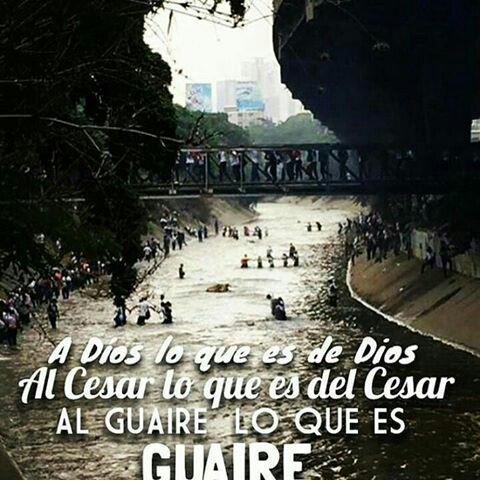 A Dios lo que es de Dios
Al Cesar lo que es del Cesar
AL GUAIRE LO QUE ES
GUAIRE